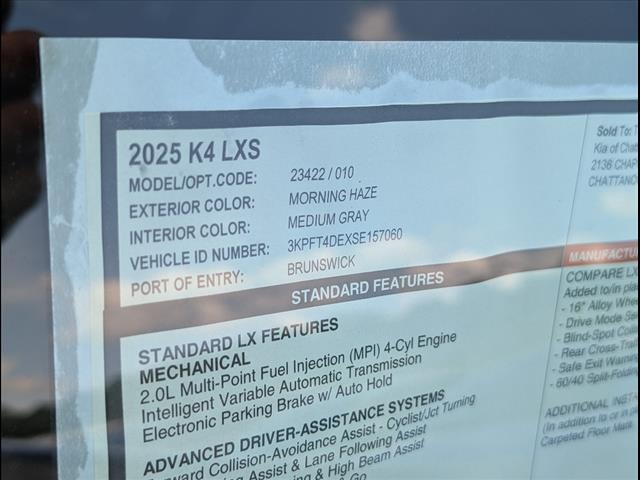 2025 K4 LXS
MODEL/OPT.CODE: 23422 / 010
EXTERIOR COLOR: MORNING HAZE
INTERIOR COLOR: MEDIUM GRAY
VEHICLE ID NUMBER: 3KPFT4DEXSE157060
PORT OF ENTRY: BRUNSWICK
Sold To:
Kia of
2136
STANDARD FEATURES
STANDARD LX FEATURES
MECHANICAL
2.0L Multi-Point Fuel Injection (MPI) 4-Cyl Engine
Intelligent Variable Automatic Transmission
Electronic Parking Brake w/ Auto Hold
ADVANCED DRIVER-ASSISTANCE SYSTEMS
Collision-Avoidance Assist - Cyclist/Jct Turning
Assist & Lane Following Assist
& High Beam Assist
& Go
COMPARE
Added to/in
- 16" Alloy
- Drive Mode
- Blind-Spot
- Rear
- Safe Exit
- 60/40
ADDITIONAL
(In addition to or in
Carpeted Floor